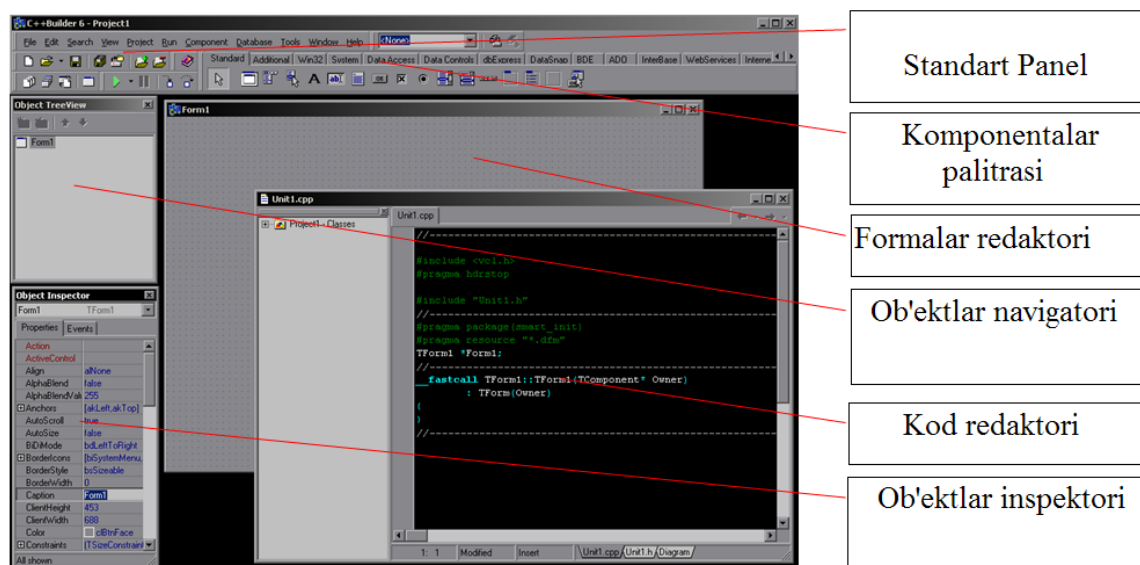 C++Builder 6 - Project1
File Edit Search View Project Run Component Database Tools Window Help <None>
Standard Additional Win32 System Data Access Data Controls dbExpress DataSnap BDE ADO InterBase WebServices Interne
Object TreeView
Form1
Form1
Unit1.cpp
Project1 - Classes
Unit1.cpp
//--------------------------------------------------
#include <vcl.h>
#pragma hdrstop
#include "Unit1.h"
//--------------------------------------------------
#pragma package(smart_init)
#pragma resource "*.dfm"
TForm1 *Form1;
//--------------------------------------------------
__fastcall TForm1::TForm1(TComponent* Owner)
: TForm(Owner)
{
}
//--------------------------------------------------
1: 1 Modified Insert Unit1.cpp Unit1.h Diagram
Object Inspector
Form1 TForm1
Properties Events
Action
ActiveControl
Align alNone
AlphaBlend false
AlphaBlendVal 255
Anchors [akLeft,akTop]
AutoScroll true
AutoSize false
BiDiMode bdLeftToRight
BorderIcons [biSystemMenu,
BorderStyle bsSizeable
BorderWidth 0
Caption Form1
ClientHeight 453
ClientWidth 688
Color clBtnFace
Constraints (TSizeConstrain
All shown
Standart Panel
Komponentalar
palitrasi
Formalar redaktori
Ob'ektlar navigatori
Kod redaktori
Ob'ektlar inspektori